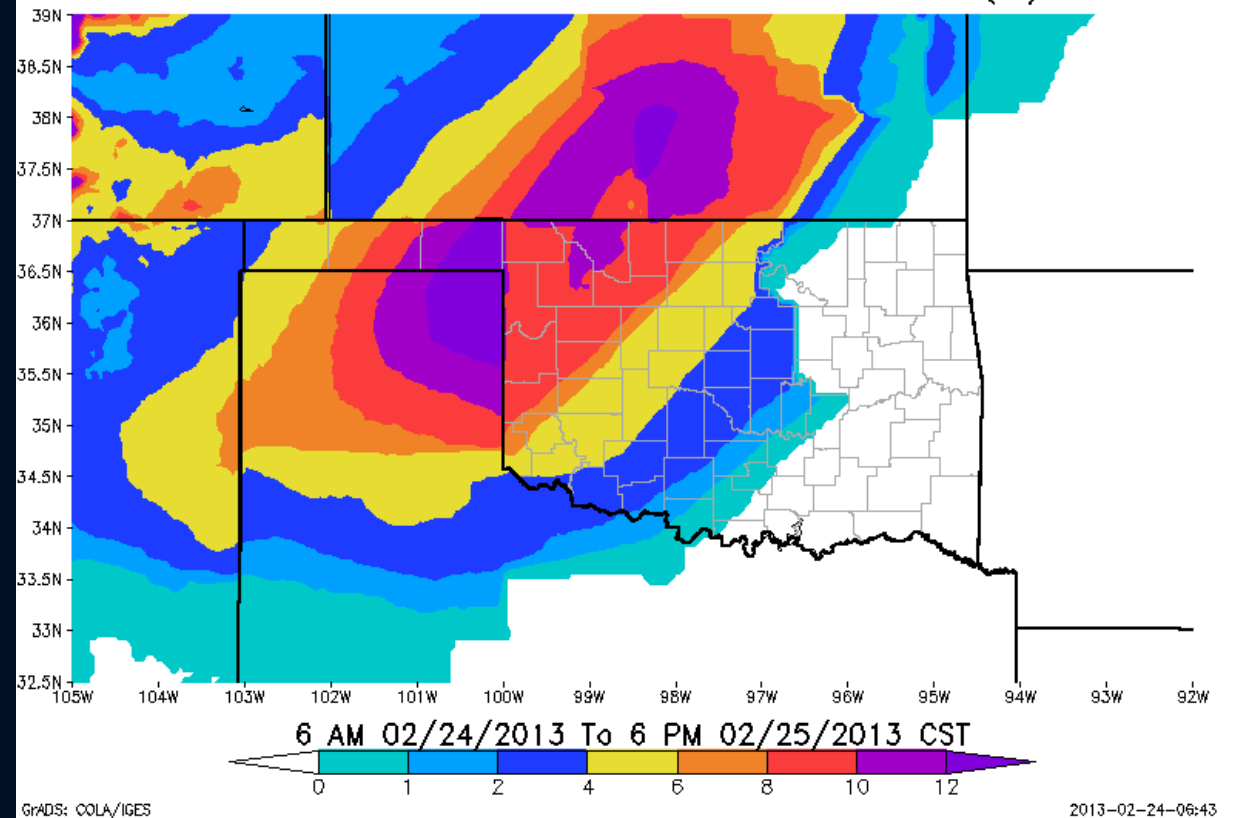 39N
38.5N
38N
37.5N
37N
36.5N
36N
35.5N
35N
34.5N
34N
33.5N
33N
32.5N
105W 104W 103W 102W 101W 100W 99W 98W 97W 96W 95W 94W 93W 92W
6 AM 02/24/2013 To 6 PM 02/25/2013 CST
0 1 2 4 6 8 10 12
GrADS: COLA/IGES 2013-02-24-06:43